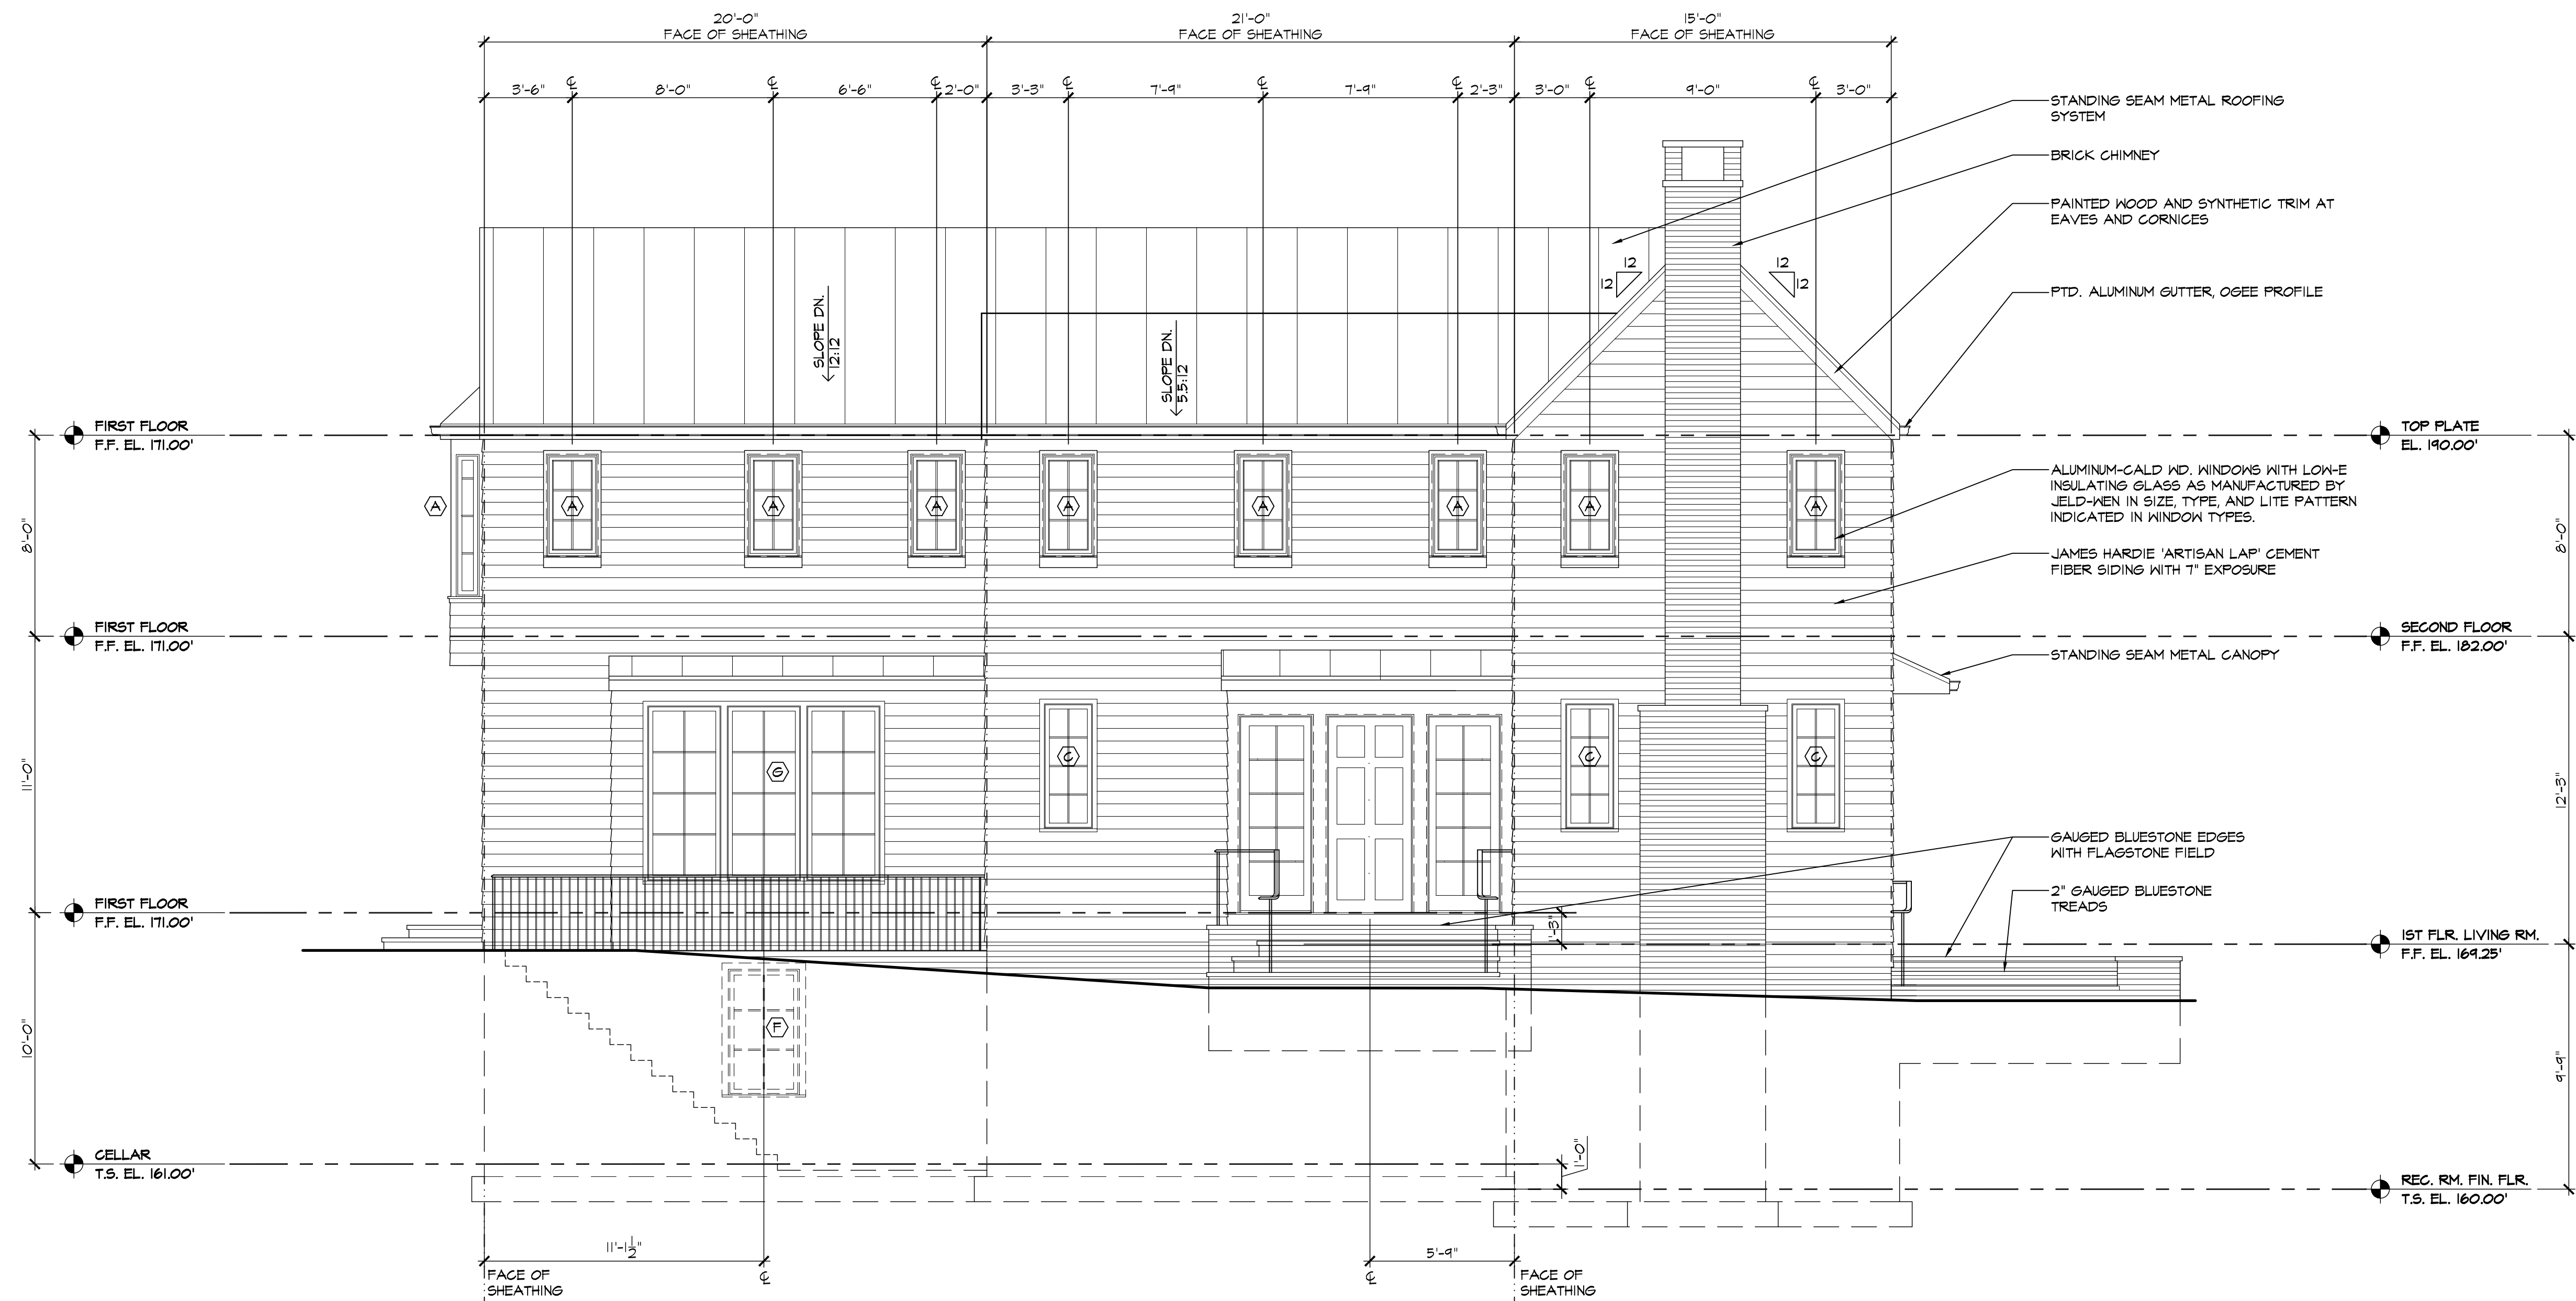 20'-0"
FACE OF SHEATHING
21'-0"
FACE OF SHEATHING
15'-0"
FACE OF SHEATHING
3'-6"
8'-0"
6'-6"
2'-0"
3'-3"
7'-9"
7'-9"
2'-3"
3'-0"
9'-0"
3'-0"
℄
℄
℄
℄
℄
℄
℄
℄
STANDING SEAM METAL ROOFING
SYSTEM
BRICK CHIMNEY
PAINTED WOOD AND SYNTHETIC TRIM AT
EAVES AND CORNICES
12
12
12
12
PTD. ALUMINUM GUTTER, OGEE PROFILE
SLOPE DN.
12:12
SLOPE DN.
5.5:12
FIRST FLOOR
F.F. EL. 171.00'
TOP PLATE
EL. 190.00'
ALUMINUM-CALD WD. WINDOWS WITH LOW-E
INSULATING GLASS AS MANUFACTURED BY
JELD-WEN IN SIZE, TYPE, AND LITE PATTERN
INDICATED IN WINDOW TYPES.
A
A
A
A
A
A
A
A
A
8'-0"
8'-0"
JAMES HARDIE 'ARTISAN LAP' CEMENT
FIBER SIDING WITH 7" EXPOSURE
FIRST FLOOR
F.F. EL. 171.00'
SECOND FLOOR
F.F. EL. 182.00'
STANDING SEAM METAL CANOPY
G
C
C
C
11'-0"
12'-3"
GAUGED BLUESTONE EDGES
WITH FLAGSTONE FIELD
2" GAUGED BLUESTONE
TREADS
FIRST FLOOR
F.F. EL. 171.00'
1'-3"
1ST FLR. LIVING RM.
F.F. EL. 169.25'
F
10'-0"
9'-9"
CELLAR
T.S. EL. 161.00'
1'-0"
REC. RM. FIN. FLR.
T.S. EL. 160.00'
11'-1½"
5'-9"
FACE OF
SHEATHING
℄
℄
FACE OF
SHEATHING